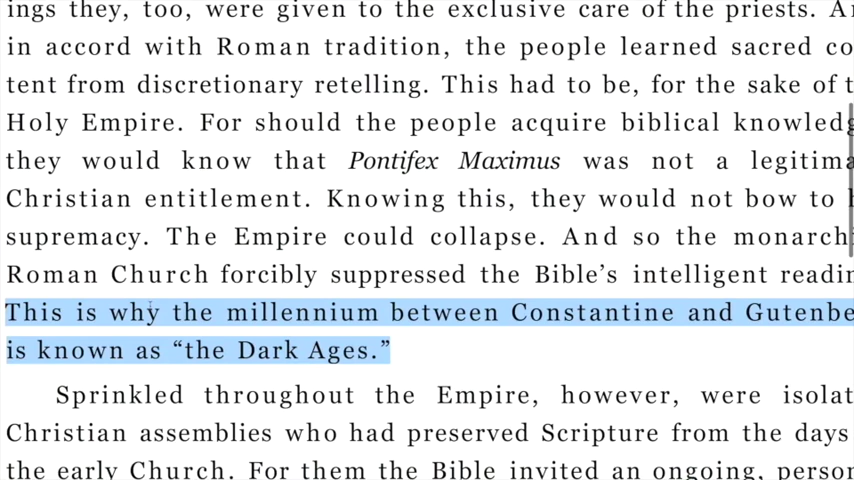 ings they, too, were given to the exclusive care of the priests. A
in accord with Roman tradition, the people learned sacred co
tent from discretionary retelling. This had to be, for the sake of t
Holy Empire. For should the people acquire biblical knowledg
they would know that Pontifex Maximus was not a legitima
Christian entitlement. Knowing this, they would not bow to h
supremacy. The Empire could collapse. And so the monarchi
Roman Church forcibly suppressed the Bible's intelligent readin
This is why the millennium between Constantine and Gutenbe
is known as “the Dark Ages.”
Sprinkled throughout the Empire, however, were isolat
Christian assemblies who had preserved Scripture from the days
the early Church. For them the Bible invited an ongoing, person